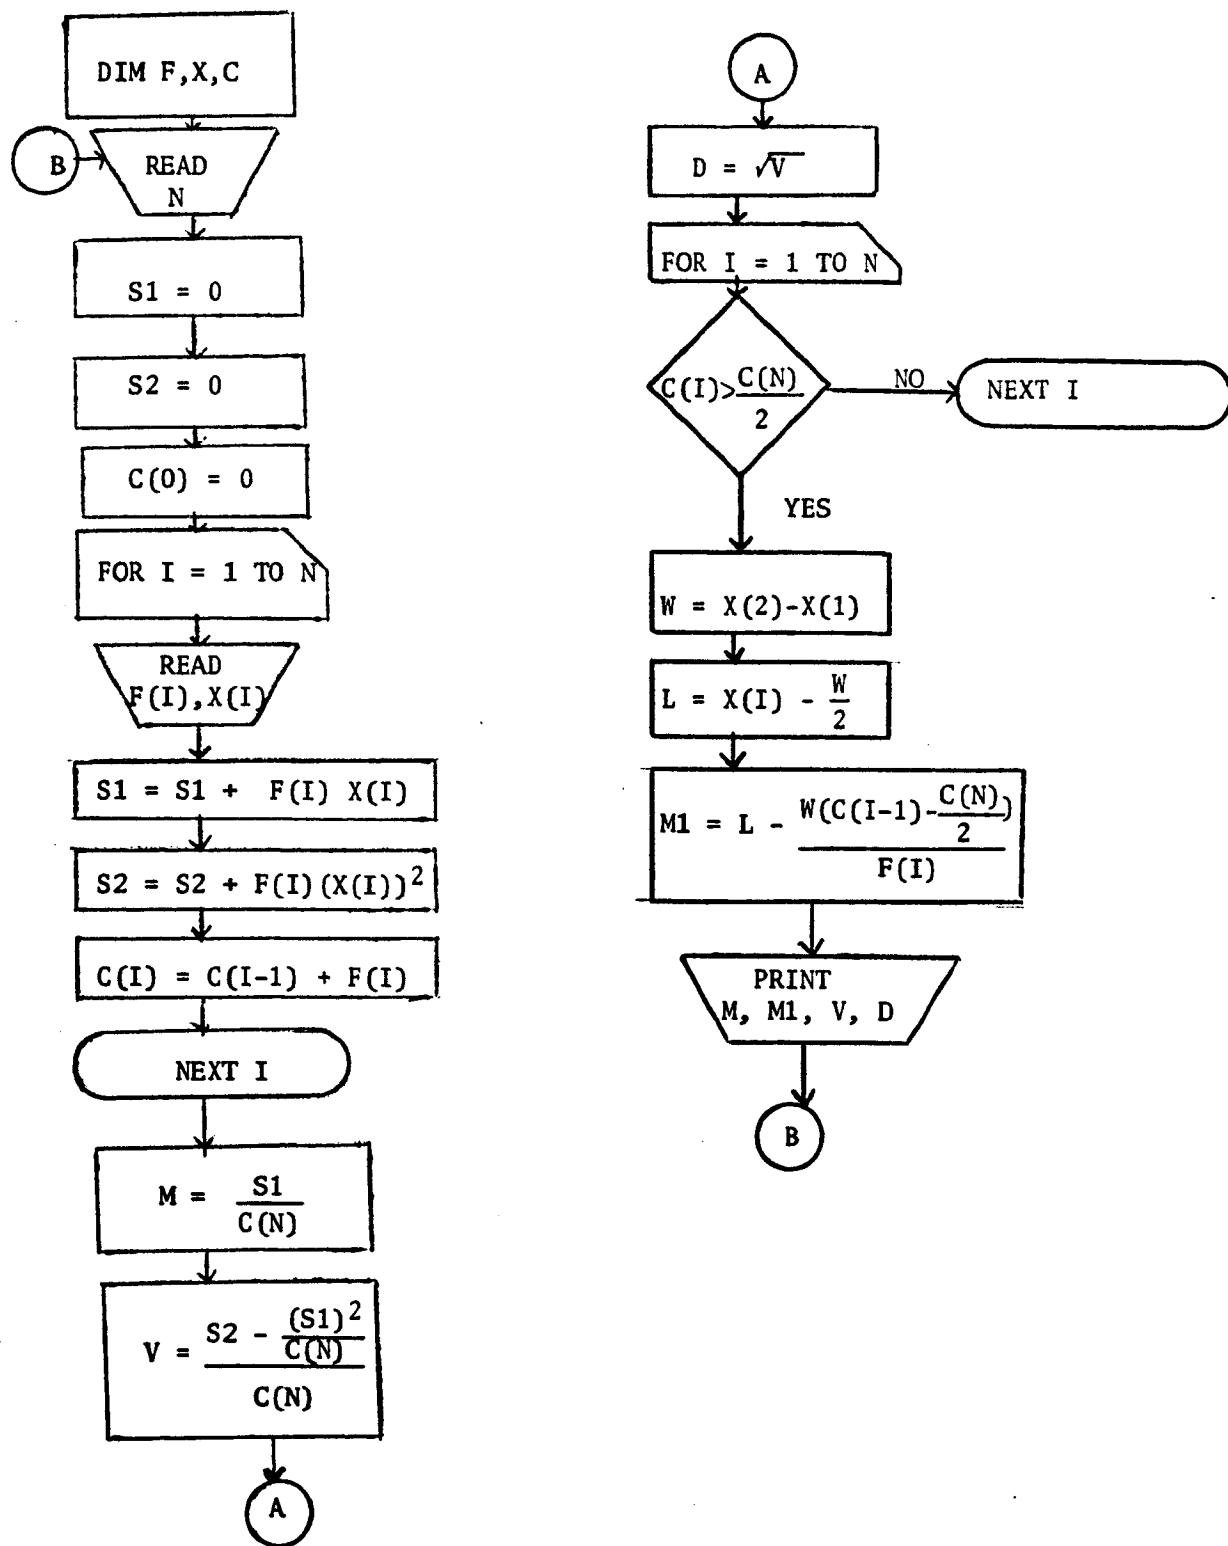 DIM F,X,C
B
READ
N
S1 = 0
S2 = 0
C(0) = 0
FOR I = 1 TO N
READ
F(I),X(I)
S1 = S1 + F(I) X(I)
S2 = S2 + F(I)(X(I))²
C(I) = C(I-1) + F(I)
NEXT I
M = S1
C(N)
V = S2 - (S1)²
C(N)
C(N)
A
A
D = √V
FOR I = 1 TO N
C(I)> C(N)
2
NO
NEXT I
YES
W = X(2)-X(1)
L = X(I) - W
2
M1 = L - W(C(I-1)-C(N))
2
F(I)
PRINT
M, M1, V, D
B